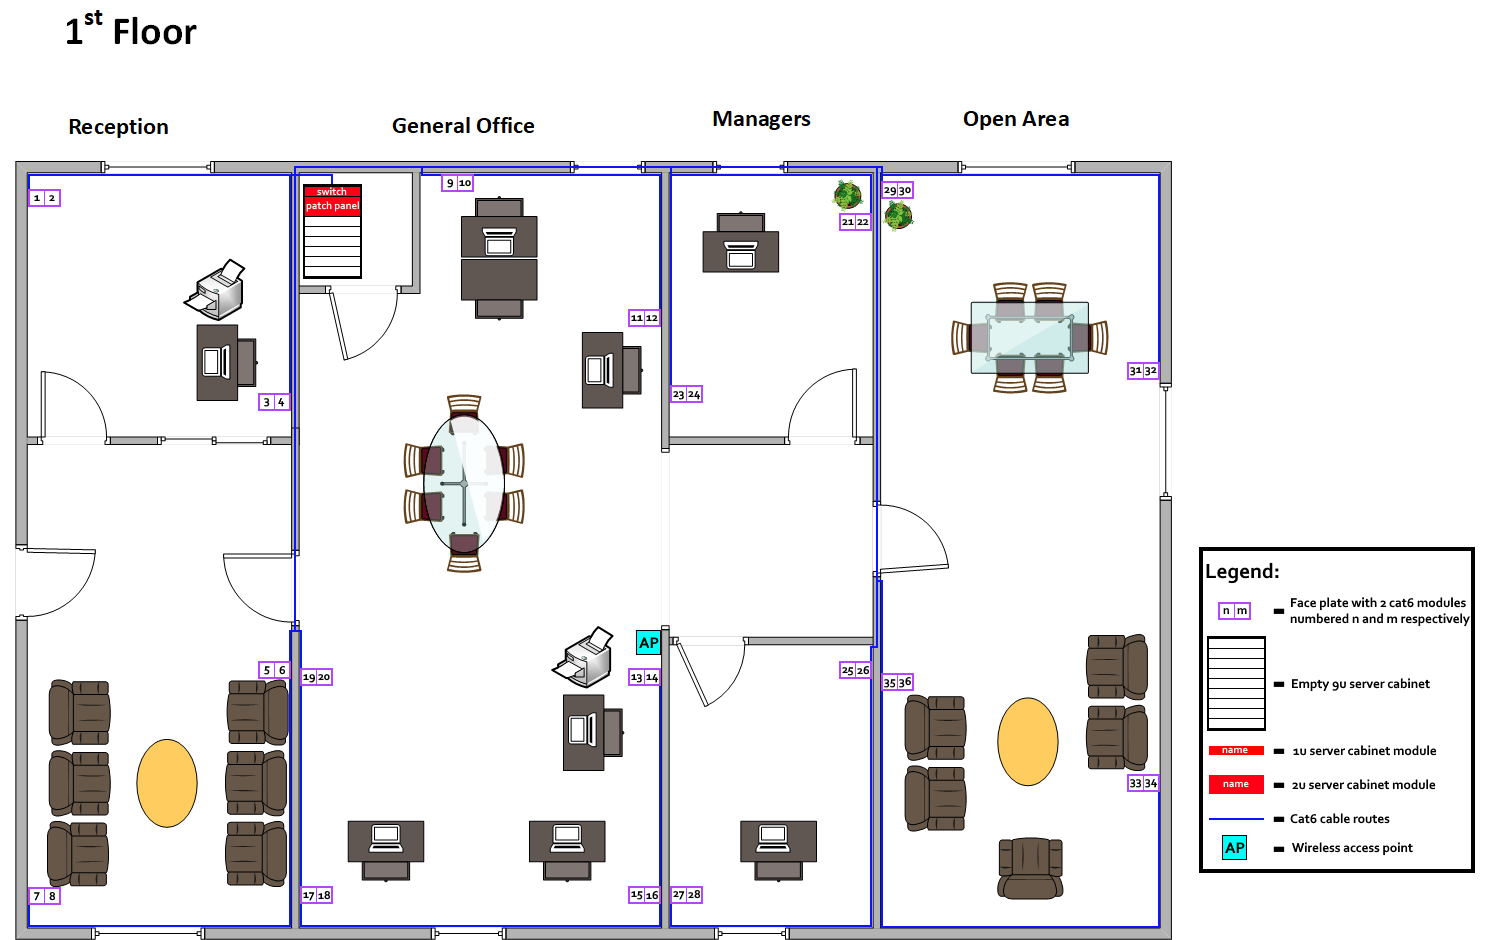 1st Floor
Reception
General Office
Managers
Open Area
1 2
switch
patch panel
9 10
21 22
29 30
11 12
31 32
3 4
23 24
AP
5 6
19 20
13 14
25 26
35 36
33 34
7 8
17 18
15 16
27 28
Legend:
n m
Face plate with 2 cat6 modules
numbered n and m respectively
Empty 9u server cabinet
name
1u server cabinet module
name
2u server cabinet module
Cat6 cable routes
AP
Wireless access point